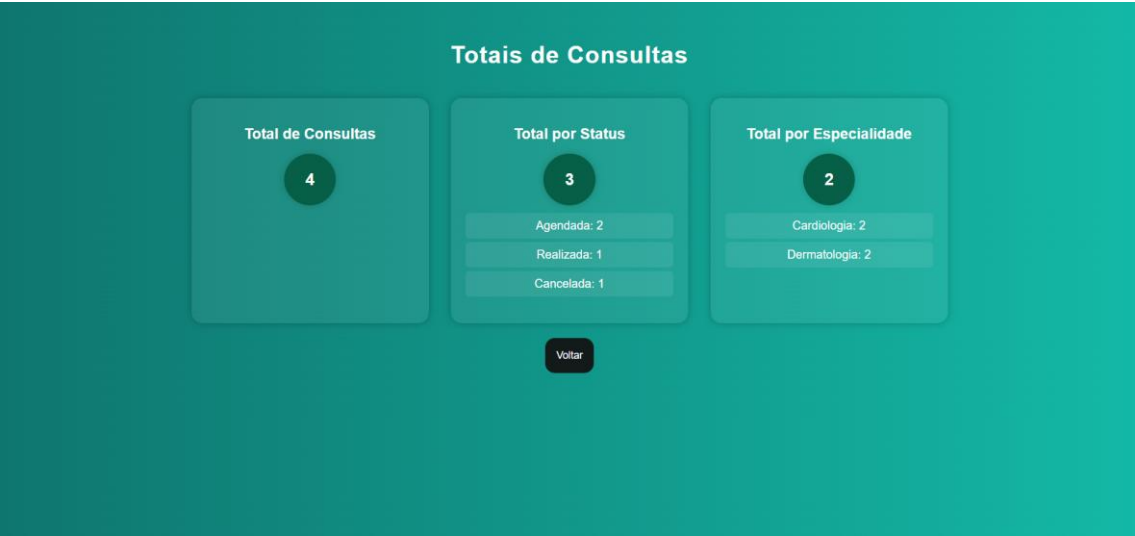 Totais de Consultas
Total de Consultas
4
Total por Status
3
Agendada: 2
Realizada: 1
Cancelada: 1
Total por Especialidade
2
Cardiologia: 2
Dermatologia: 2
Voltar